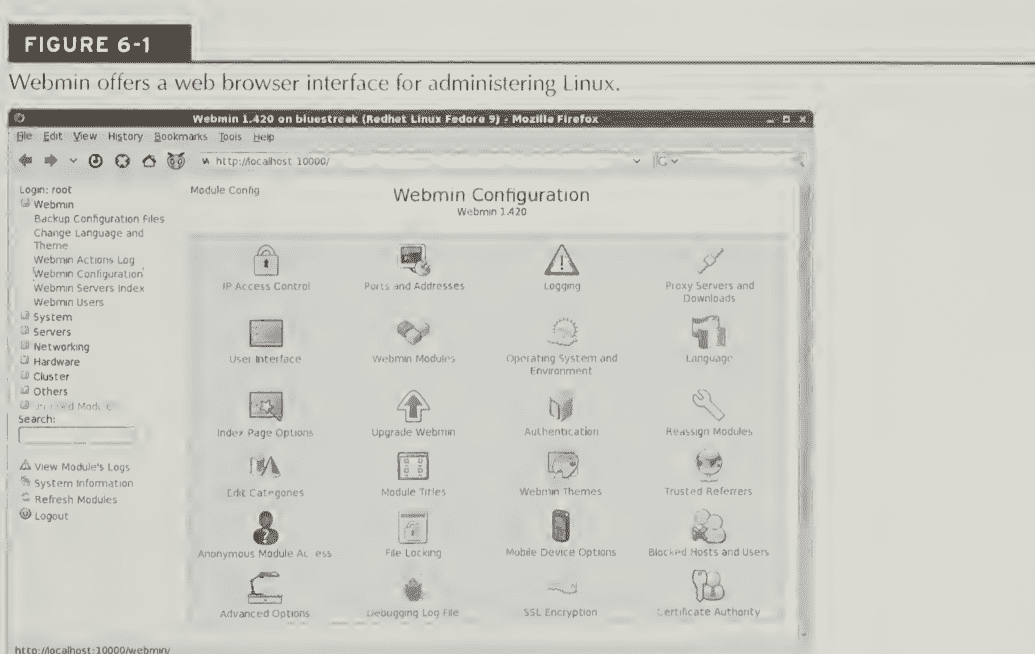 FIGURE 6-1
Webmin offers a web browser interface for administering Linux.
Webmin 1.420 on bluestreak (Redhet Linux Fedora 9) - Mozilla Firefox
File Edit View History Bookmarks Tools Help
http://localhost 10000/
Login: root
Module Config
Webmin Configuration
Webmin 1.420
Webmin
Backup Configuration Files
Change Language and
Theme
Webmin Actions Log
Webmin Configuration
Webmin Servers Index
Webmin Users
System
Servers
Networking
Hardware
Cluster
Others
Search:
View Module's Logs
System Information
Refresh Modules
Logout
IP Access Control
Ports and Addresses
Logging
Proxy Servers and
Downloads
User Interface
Webmin Modules
Operating System and
Environment
Language
Index Page Options
Upgrade Webmin
Authentication
Reassign Modules
Edit Categories
Module Titles
Webmin Themes
Trusted Referrers
Anonymous Module Access
File Locking
Mobile Device Options
Blocked Hosts and Users
Advanced Options
Debugging Log File
SSL Encryption
Certificate Authority
http://localhost:10000/webmin/